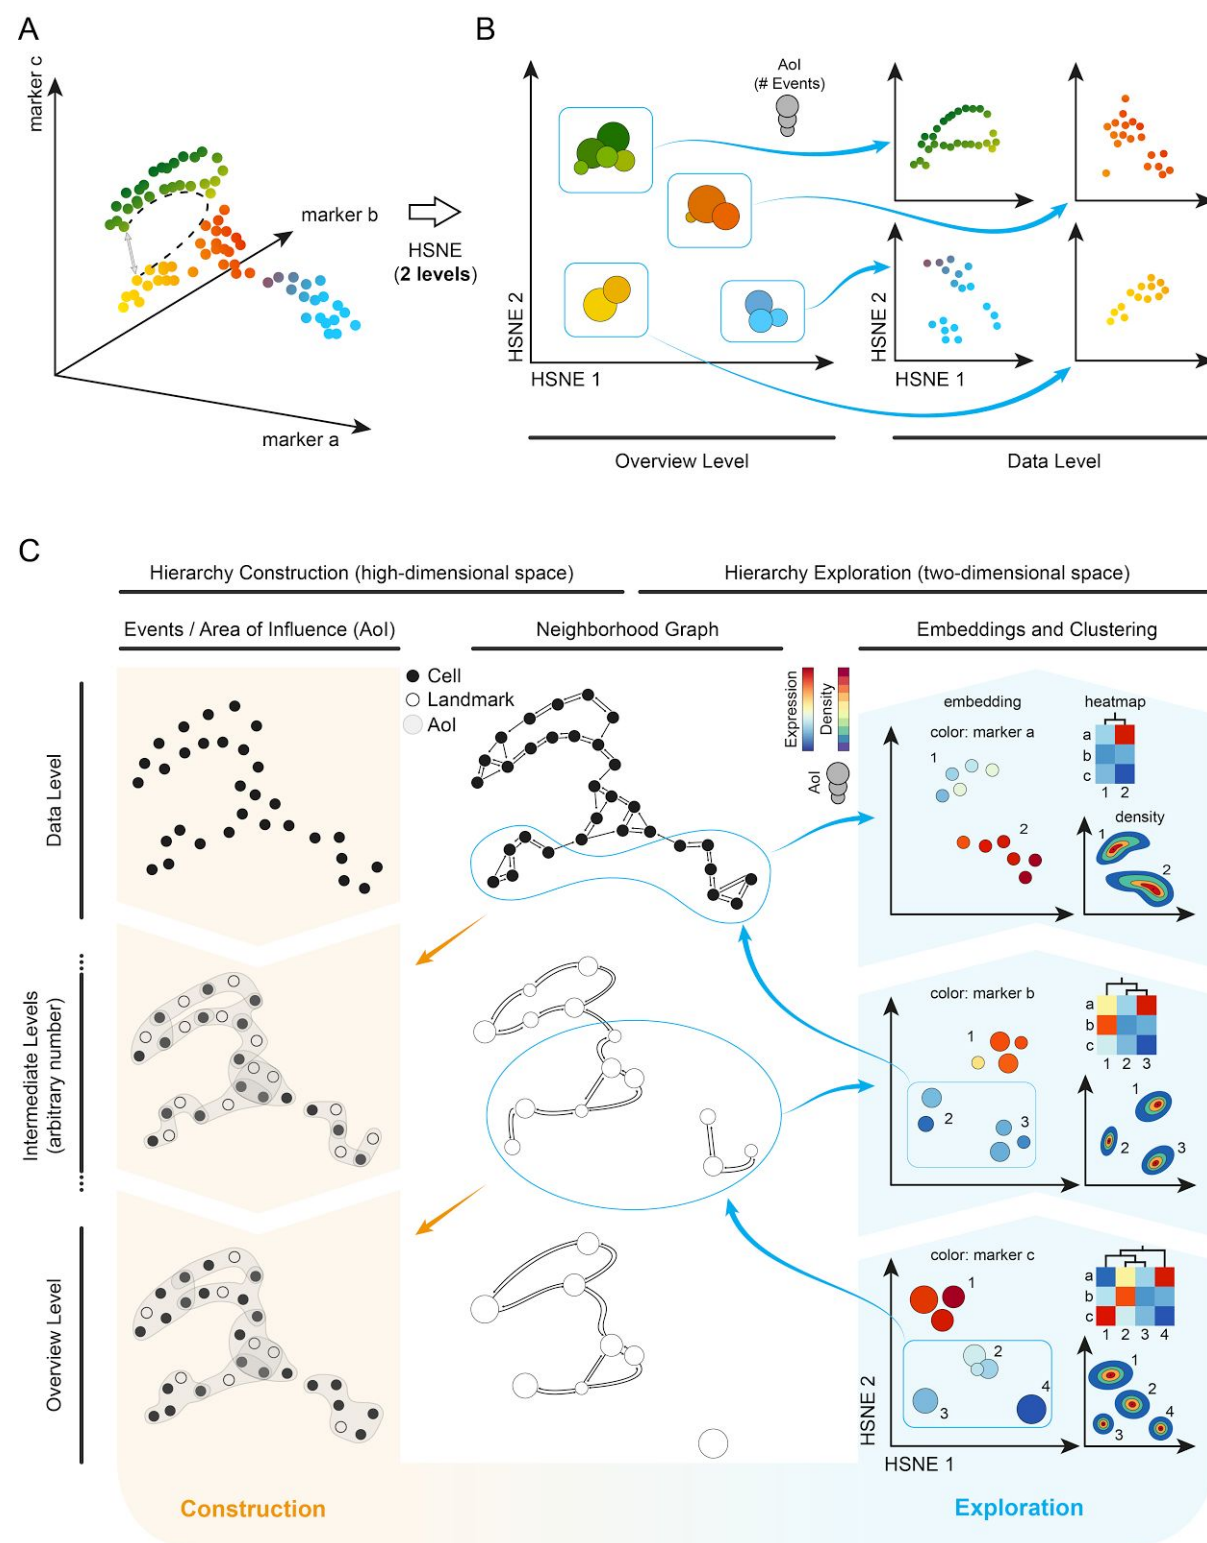 A
marker c
marker b
marker a
HSNE
(2 levels)
B
AoI
(# Events)
HSNE 2
HSNE 1
HSNE 2
HSNE 1
Overview Level
Data Level
C
Hierarchy Construction (high-dimensional space)
Hierarchy Exploration (two-dimensional space)
Events / Area of Influence (AoI)
Neighborhood Graph
Embeddings and Clustering
Data Level
Cell
Landmark
AoI
Expression
Density
AoI
embedding
color: marker a
1
2
heatmap
a
b
c
1 2
density
1
2
Intermediate Levels
(arbitrary number)
color: marker b
1
2
3
a
b
c
1 2 3
1
2
3
Overview Level
color: marker c
1
2
3
4
HSNE 2
HSNE 1
a
b
c
1 2 3 4
1
2
3
4
Construction
Exploration